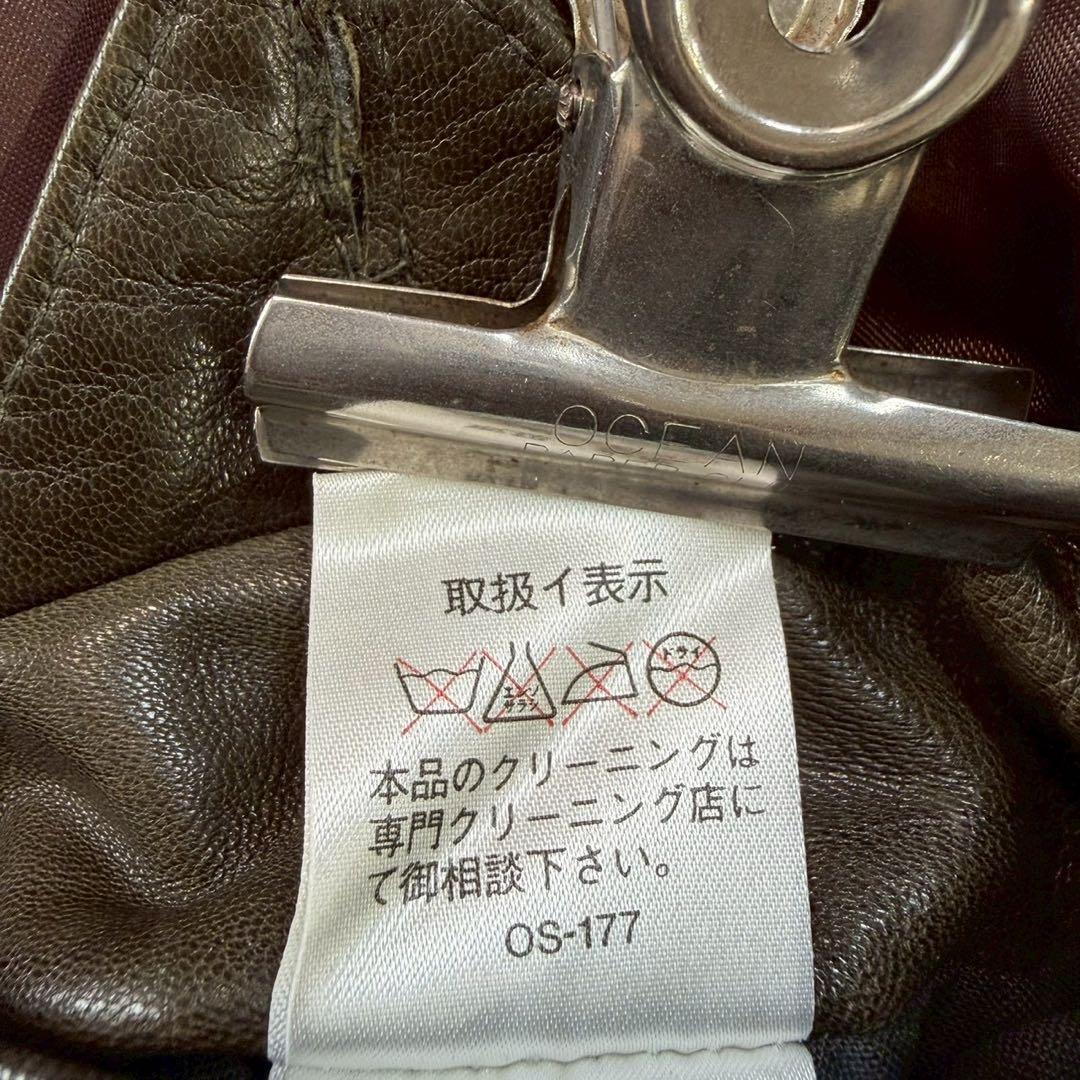 OCEAN
取扱イ表示
エンソ
サラシ
ドライ
本品のクリーニングは
専門クリーニング店に
て御相談下さい。
OS-177